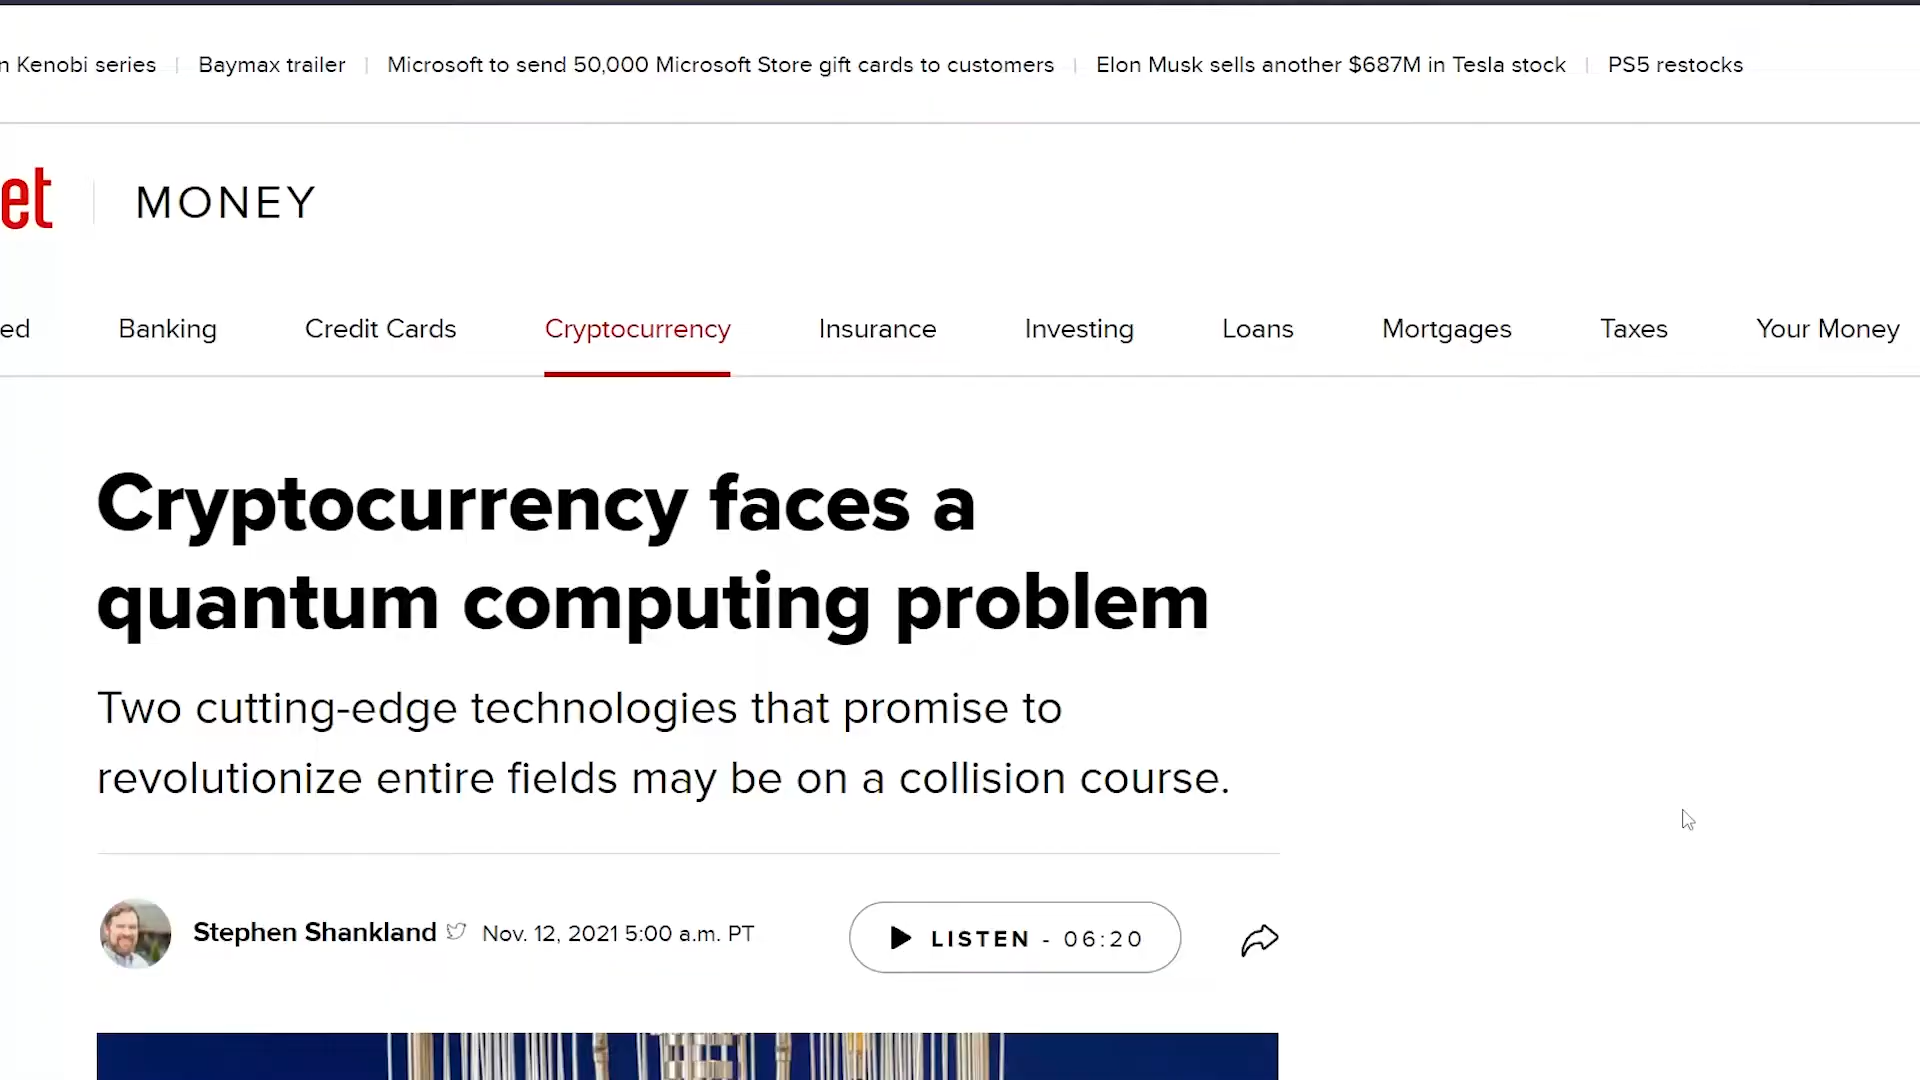 n Kenobi series | Baymax trailer | Microsoft to send 50,000 Microsoft Store gift cards to customers | Elon Musk sells another $687M in Tesla stock | PS5 restocks
et | MONEY
ed Banking Credit Cards Cryptocurrency Insurance Investing Loans Mortgages Taxes Your Money
Cryptocurrency faces a
quantum computing problem
Two cutting-edge technologies that promise to
revolutionize entire fields may be on a collision course.
Stephen Shankland Nov. 12, 2021 5:00 a.m. PT LISTEN - 06:20